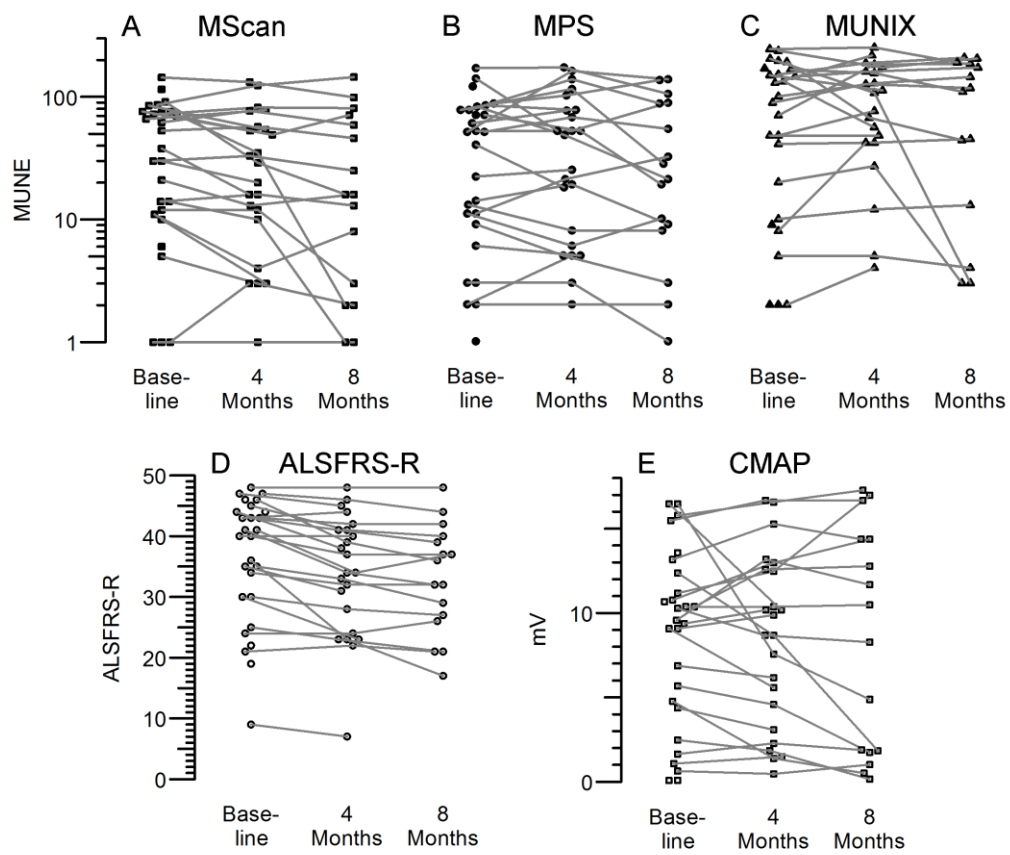 A MScan
B MPS
C MUNIX
100
10
1
MUNE
Base-
line
4
Months
8
Months
Base-
line
4
Months
8
Months
Base-
line
4
Months
8
Months
D ALSFRS-R
E CMAP
50
40
30
20
10
0
ALSFRS-R
10
0
mV
Base-
line
4
Months
8
Months
Base-
line
4
Months
8
Months